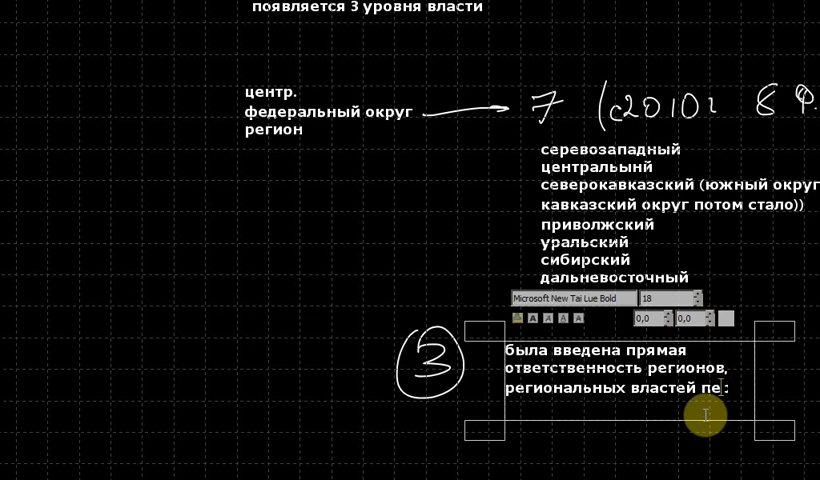 появляется 3 уровня власти
центр.
федеральный округ
регион
7 (с 2010г 8 Ф.
серевозападный
центральынй
северокавказский (южный округ
кавказский округ потом стало))
приволжский
уральский
сибирский
дальневосточный
Microsoft New Tai Lue Bold 18
A A A A 0,0 0,0
3
была введена прямая
ответственность регионов,
региональных властей пе